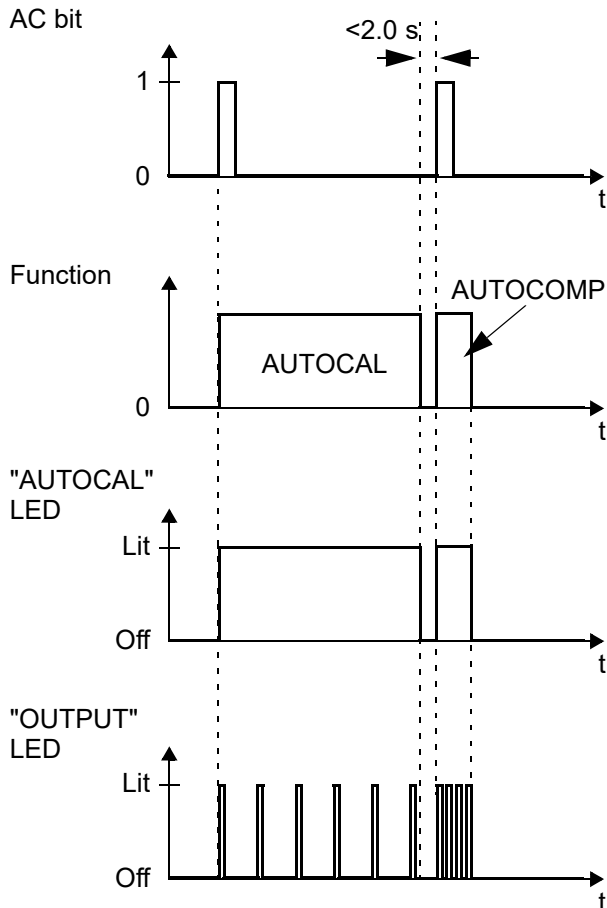 AC bit
<2.0 s
1
0
t
Function
AUTOCOMP
AUTOCAL
0
t
"AUTOCAL"
LED
Lit
Off
t
"OUTPUT"
LED
Lit
Off
t